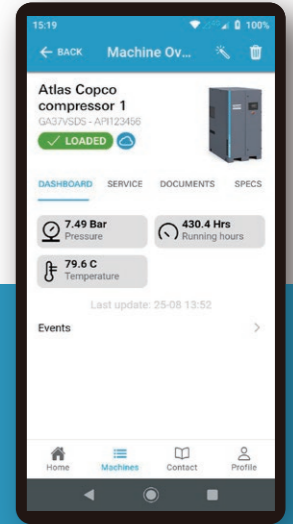 15:19
100%
BACK Machine Ov...
Atlas Copco
compressor 1
GA37VSDS - API123456
LOADED
DASHBOARD SERVICE DOCUMENTS SPECS
7.49 Bar
Pressure
430.4 Hrs
Running hours
79.6 C
Temperature
Last update: 25-08 13:52
Events
Home Machines Contact Profile